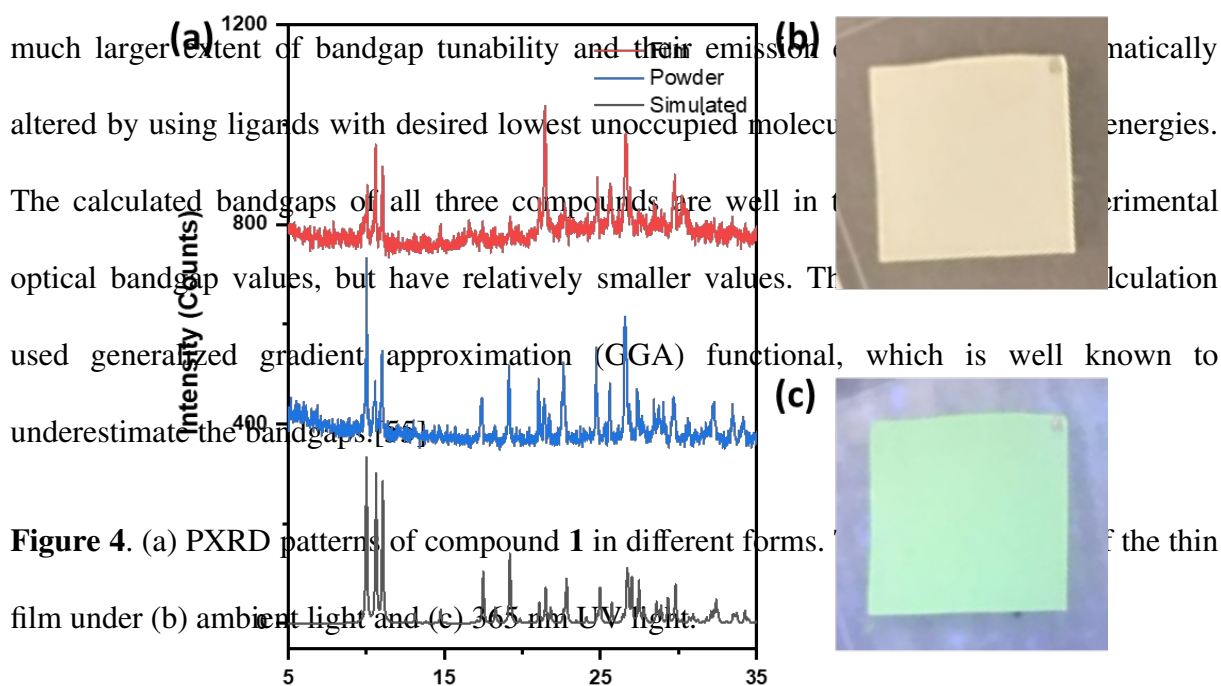 (a)
1200
(b)
much larger extent of bandgap tunability and their emission matically
Film
Powder
altered by using ligands with desired lowest unoccupied molecu energies.
Simulated
The calculated bandgaps of all three compounds are well in t erimental
800
optical bandgap values, but have relatively smaller values. Th lculation
Intensity (Counts)
used generalized gradient approximation (GGA) functional, which is well known to
(c)
400
underestimate the bandgaps.[55]
Figure 4. (a) PXRD patterns of compound 1 in different forms. f the thin
film under (b) ambient light and (c) 365 nm UV light.
0
5 15 25 35